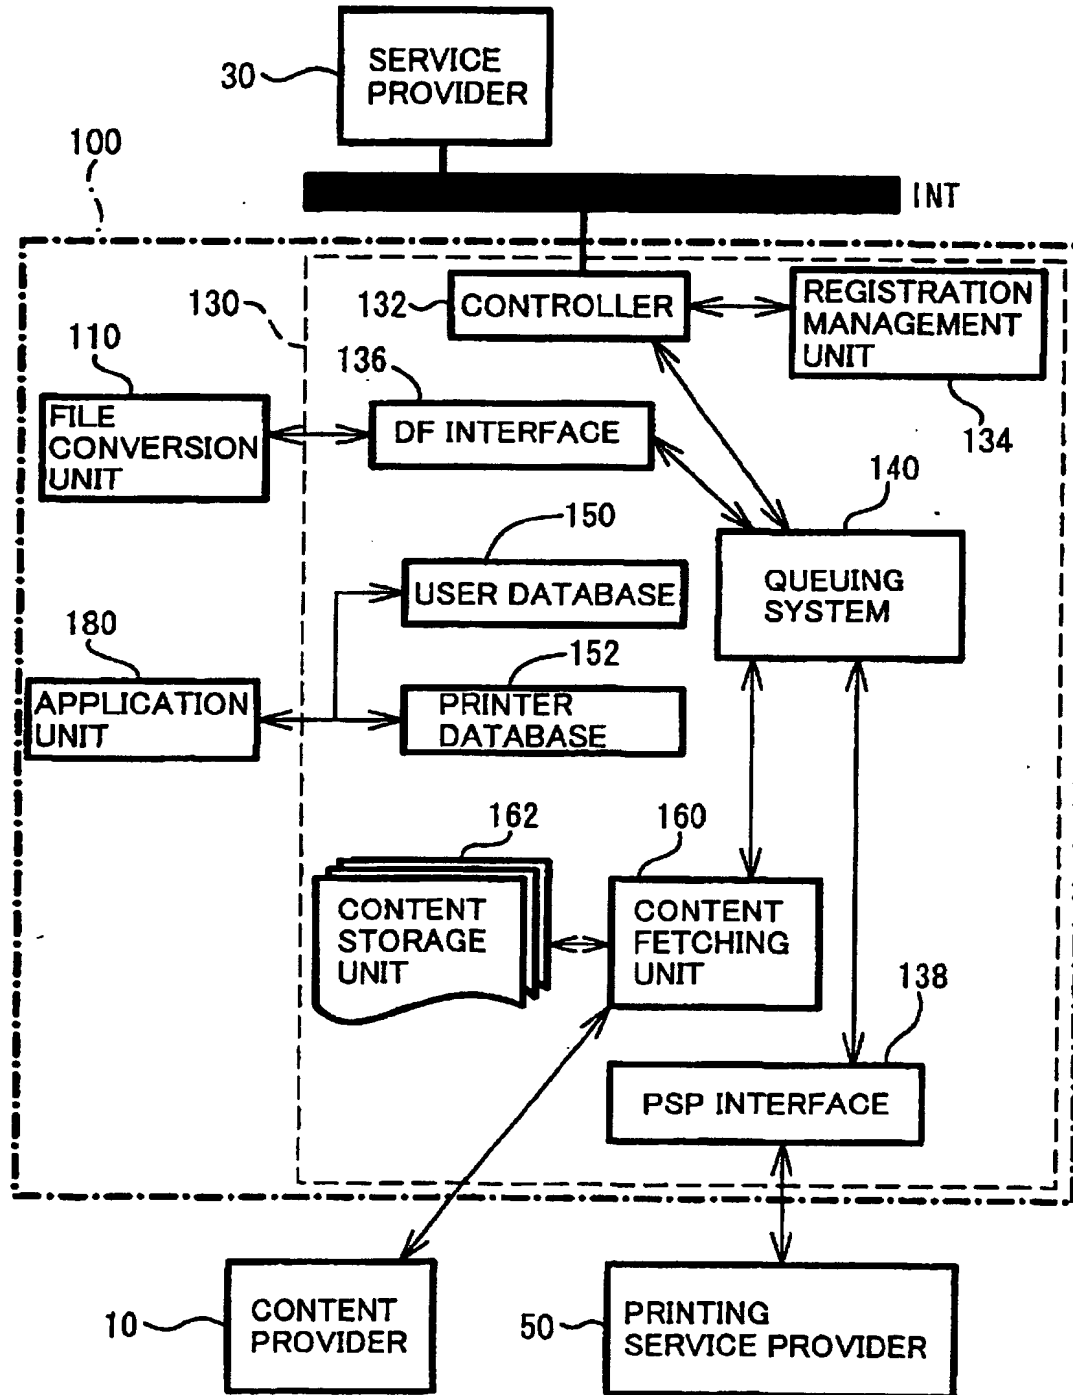 SERVICE
PROVIDER
30
100
INT
130
132
CONTROLLER
REGISTRATION
MANAGEMENT
UNIT
134
110
136
FILE
CONVERSION
UNIT
DF INTERFACE
140
150
USER DATABASE
QUEUING
SYSTEM
180
152
APPLICATION
UNIT
PRINTER
DATABASE
162
160
CONTENT
STORAGE
UNIT
CONTENT
FETCHING
UNIT
138
PSP INTERFACE
10
CONTENT
PROVIDER
50
PRINTING
SERVICE PROVIDER